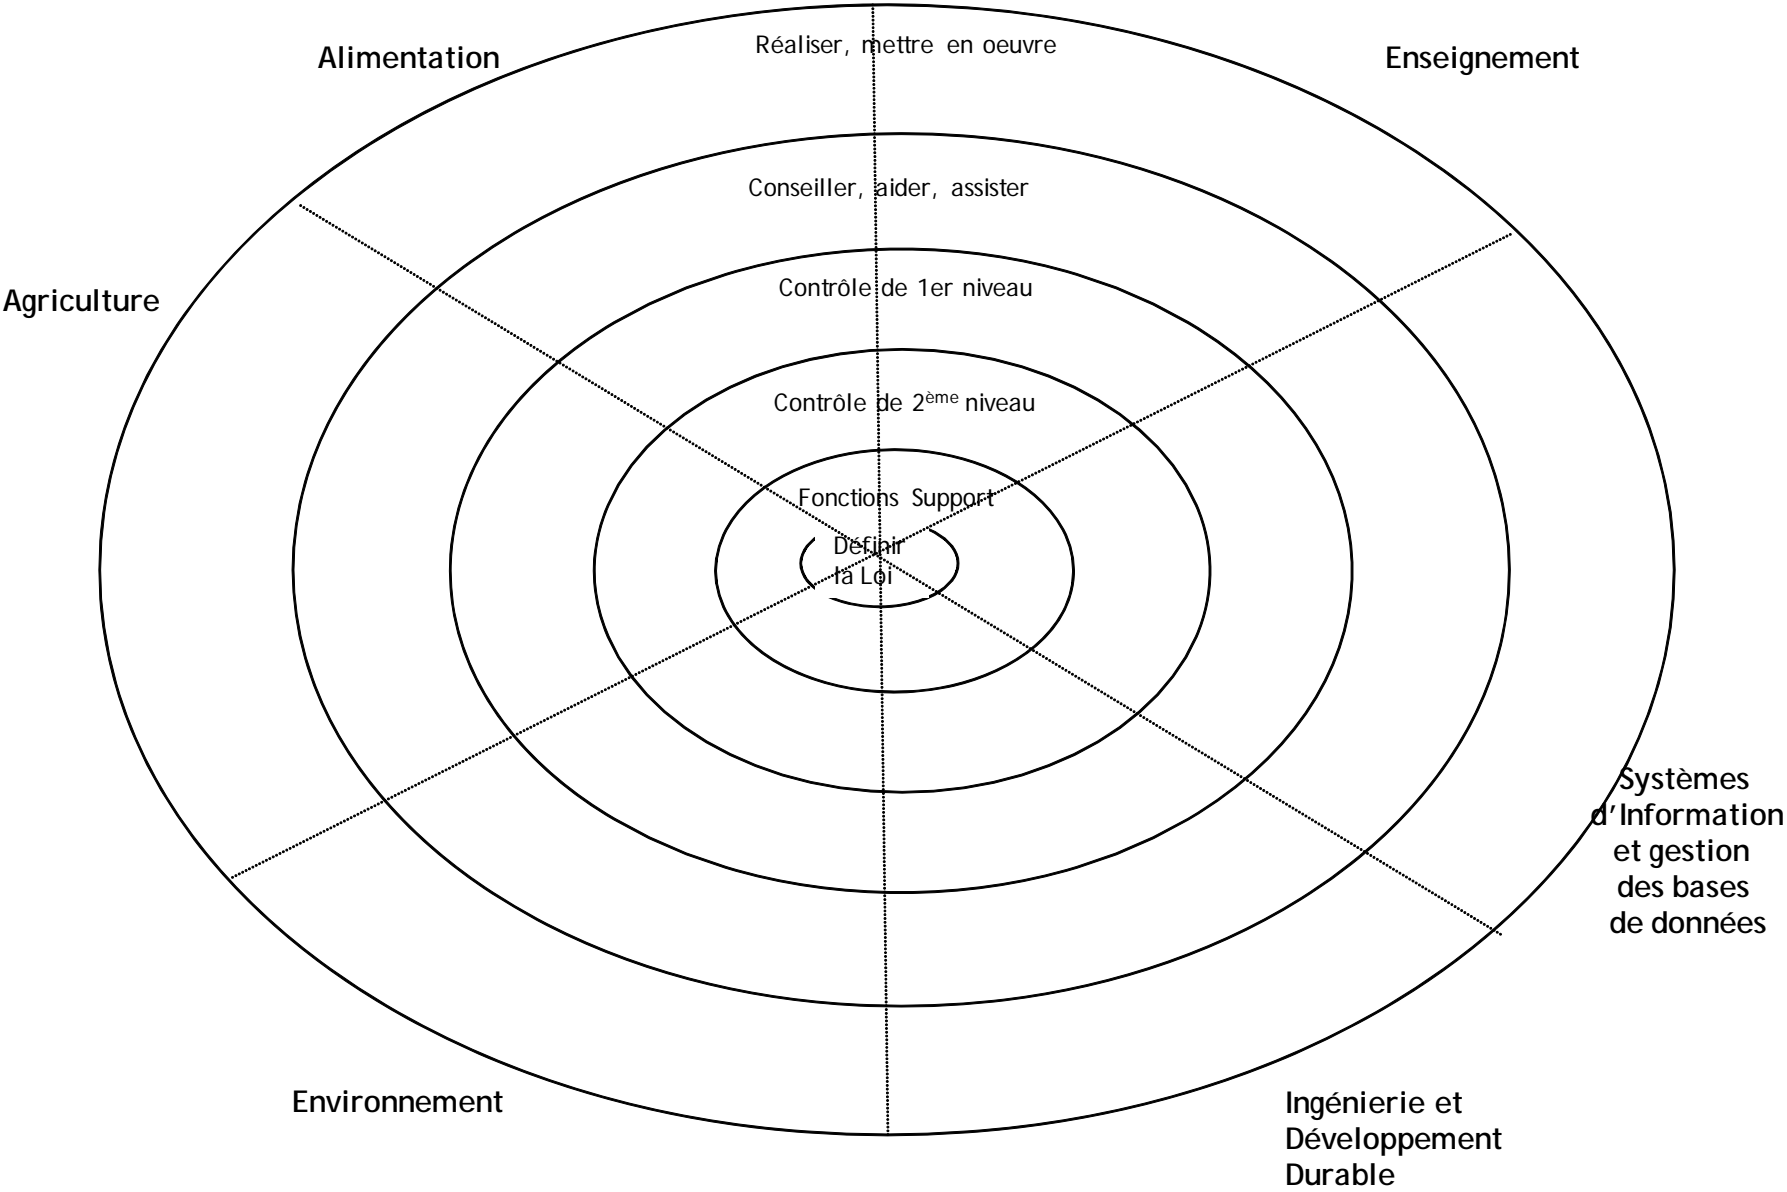 Réaliser, mettre en oeuvre
Alimentation
Enseignement
Conseiller, aider, assister
Contrôle de 1er niveau
Agriculture
Contrôle de 2ème niveau
Fonctions Support
Définir
la Loi
Systèmes
d'Information
et gestion
des bases
de données
Environnement
Ingénierie et
Développement
Durable